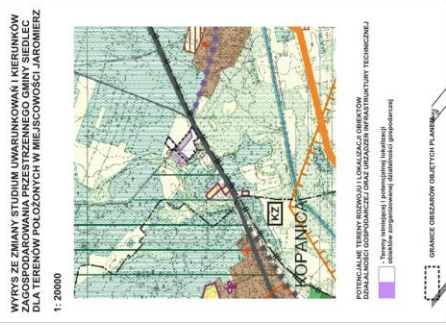 WYRYS ZE ZMIANY STUDIUM UWARUNKOWAŃ I KIERUNKÓW
ZAGOSPODAROWANIA PRZESTRZENNEGO GMINY SIEDLEC
DLA TERENÓW POŁOŻONYCH W MIEJSCOWOŚCI JAROMIERZ
1: 20000
KZ
KOPANICA
POTENCJALNE TERENY ROZWOJU I LOKALIZACJI OBIEKTÓW
DZIAŁALNOŚCI GOSPODARCZEJ ORAZ URZĄDZEŃ INFRASTRUKTURY TECHNICZNEJ
- Tereny istniejącej i potencjalnej lokalizacji
obiektów zorganizowanej działalności gospodarczej
GRANICE OBSZARÓW OBJĘTYCH PLANEM